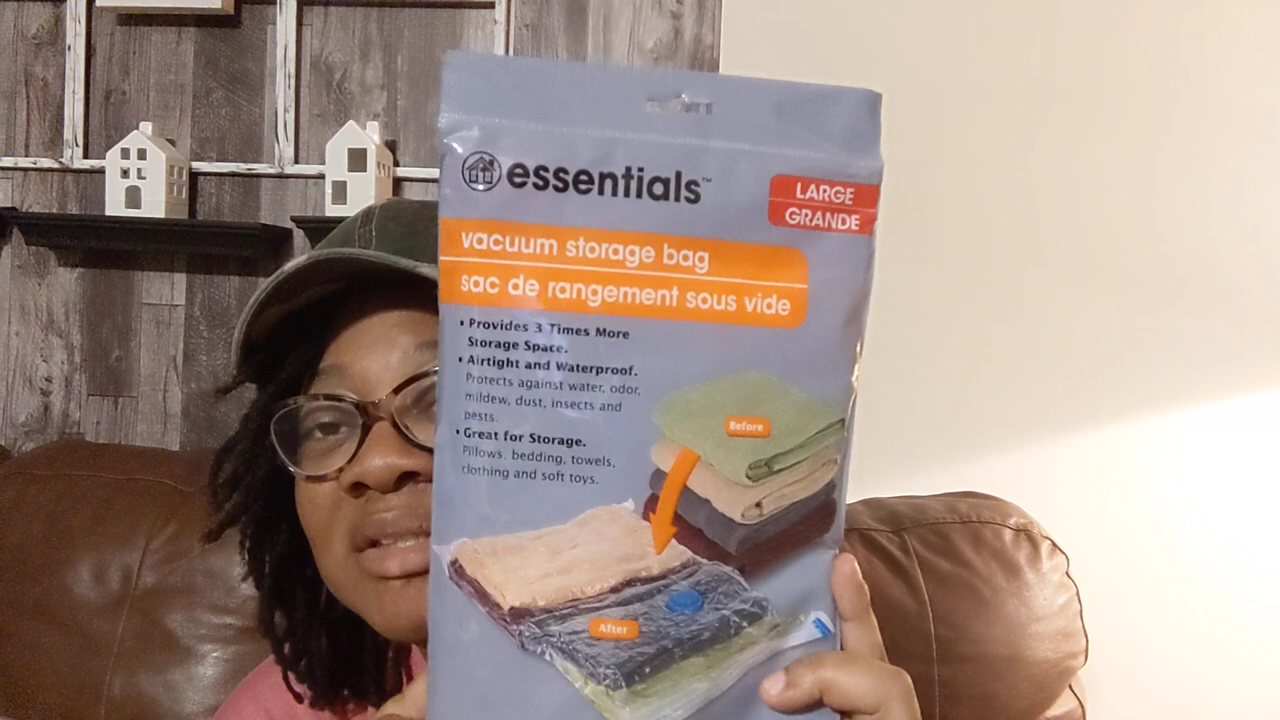 essentials™
LARGE
GRANDE
vacuum storage bag
sac de rangement sous vide
• Provides 3 Times More
Storage Space.
• Airtight and Waterproof.
Protects against water, odor,
mildew, dust, insects and
pests.
• Great for Storage.
Pillows, bedding, towels,
clothing and soft toys.
Before
After